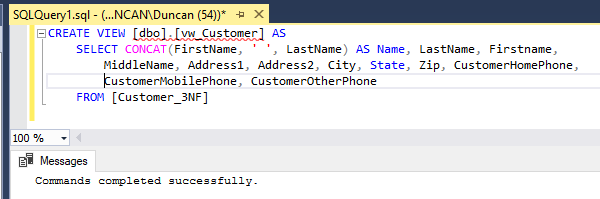 SQLQuery1.sql - (...NCAN\Duncan (54))*
CREATE VIEW [dbo].[vw_Customer] AS
SELECT CONCAT(FirstName, ' ', LastName) AS Name, LastName, Firstname,
MiddleName, Address1, Address2, City, State, Zip, CustomerHomePhone,
CustomerMobilePhone, CustomerOtherPhone
FROM [Customer_3NF]
100 %
Messages
Commands completed successfully.